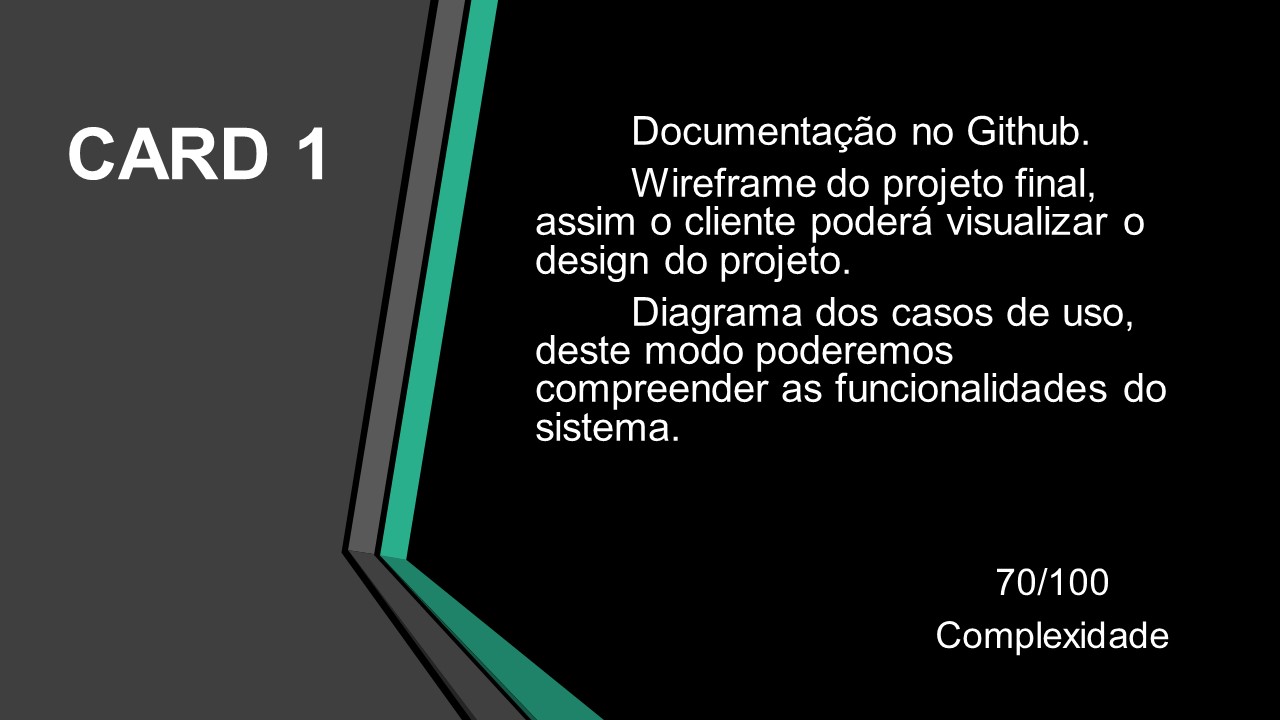 CARD 1
Documentação no Github.
Wireframe do projeto final,
assim o cliente poderá visualizar o
design do projeto.
Diagrama dos casos de uso,
deste modo poderemos
compreender as funcionalidades do
sistema.
70/100
Complexidade